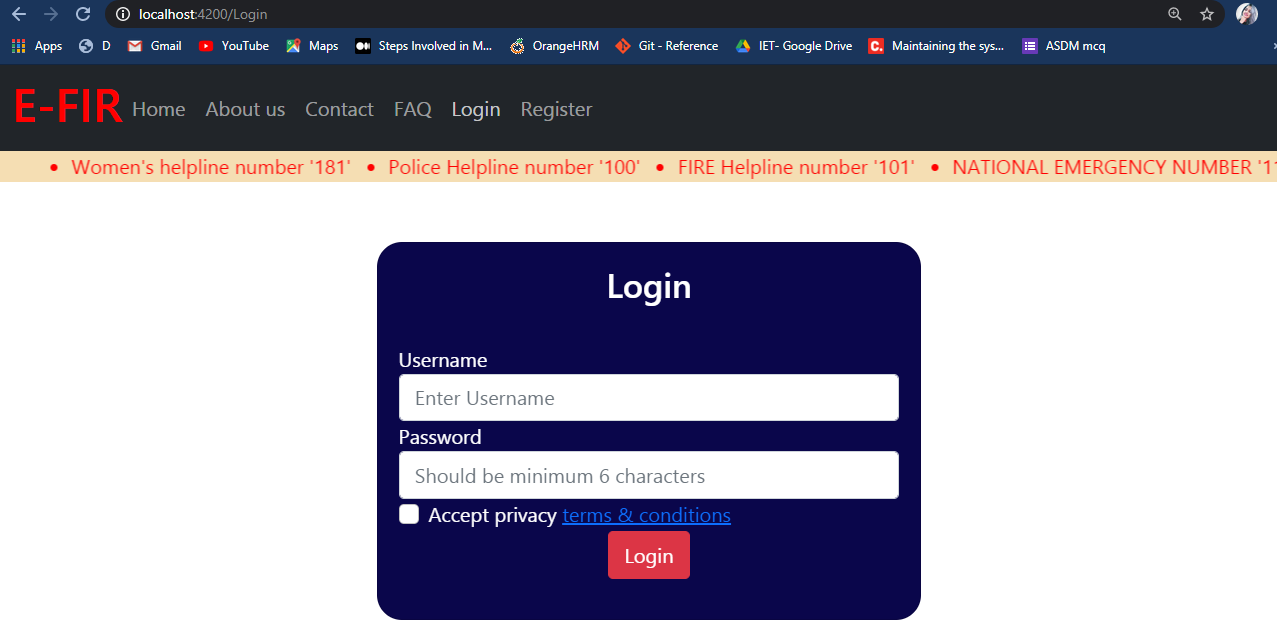 localhost:4200/Login
Apps D Gmail YouTube Maps Steps Involved in M... OrangeHRM Git - Reference IET- Google Drive Maintaining the sys... ASDM mcq
E-FIR Home About us Contact FAQ Login Register
• Women's helpline number '181' • Police Helpline number '100' • FIRE Helpline number '101' • NATIONAL EMERGENCY NUMBER '11
Login
Username
Enter Username
Password
Should be minimum 6 characters
Accept privacy terms & conditions
Login